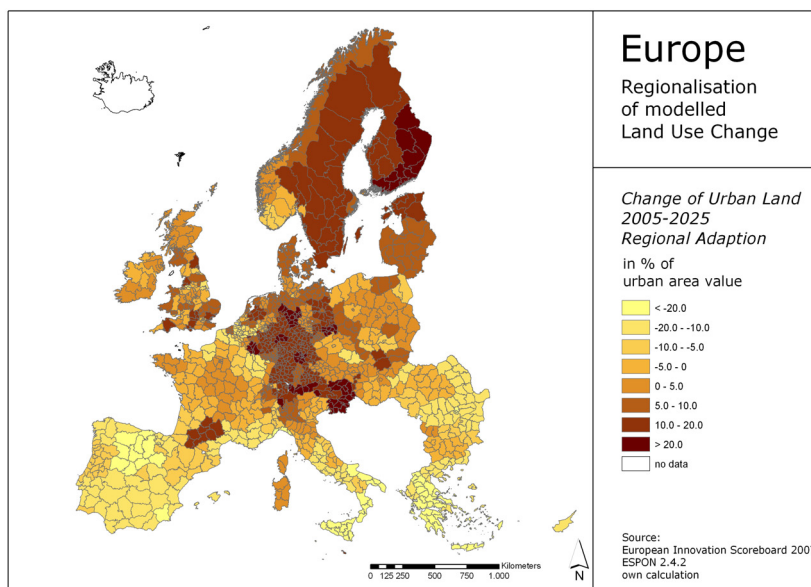 Europe
Regionalisation
of modelled
Land Use Change
Change of Urban Land
2005-2025
Regional Adaption
in % of
urban area value
< -20.0
-20.0 - -10.0
-10.0 - -5.0
-5.0 - 0
0 - 5.0
5.0 - 10.0
10.0 - 20.0
> 20.0
no data
Source:
European Innovation Scoreboard 2007
ESPON 2.4.2
own calculation
Kilometers
0 125 250 500 750 1.000
N